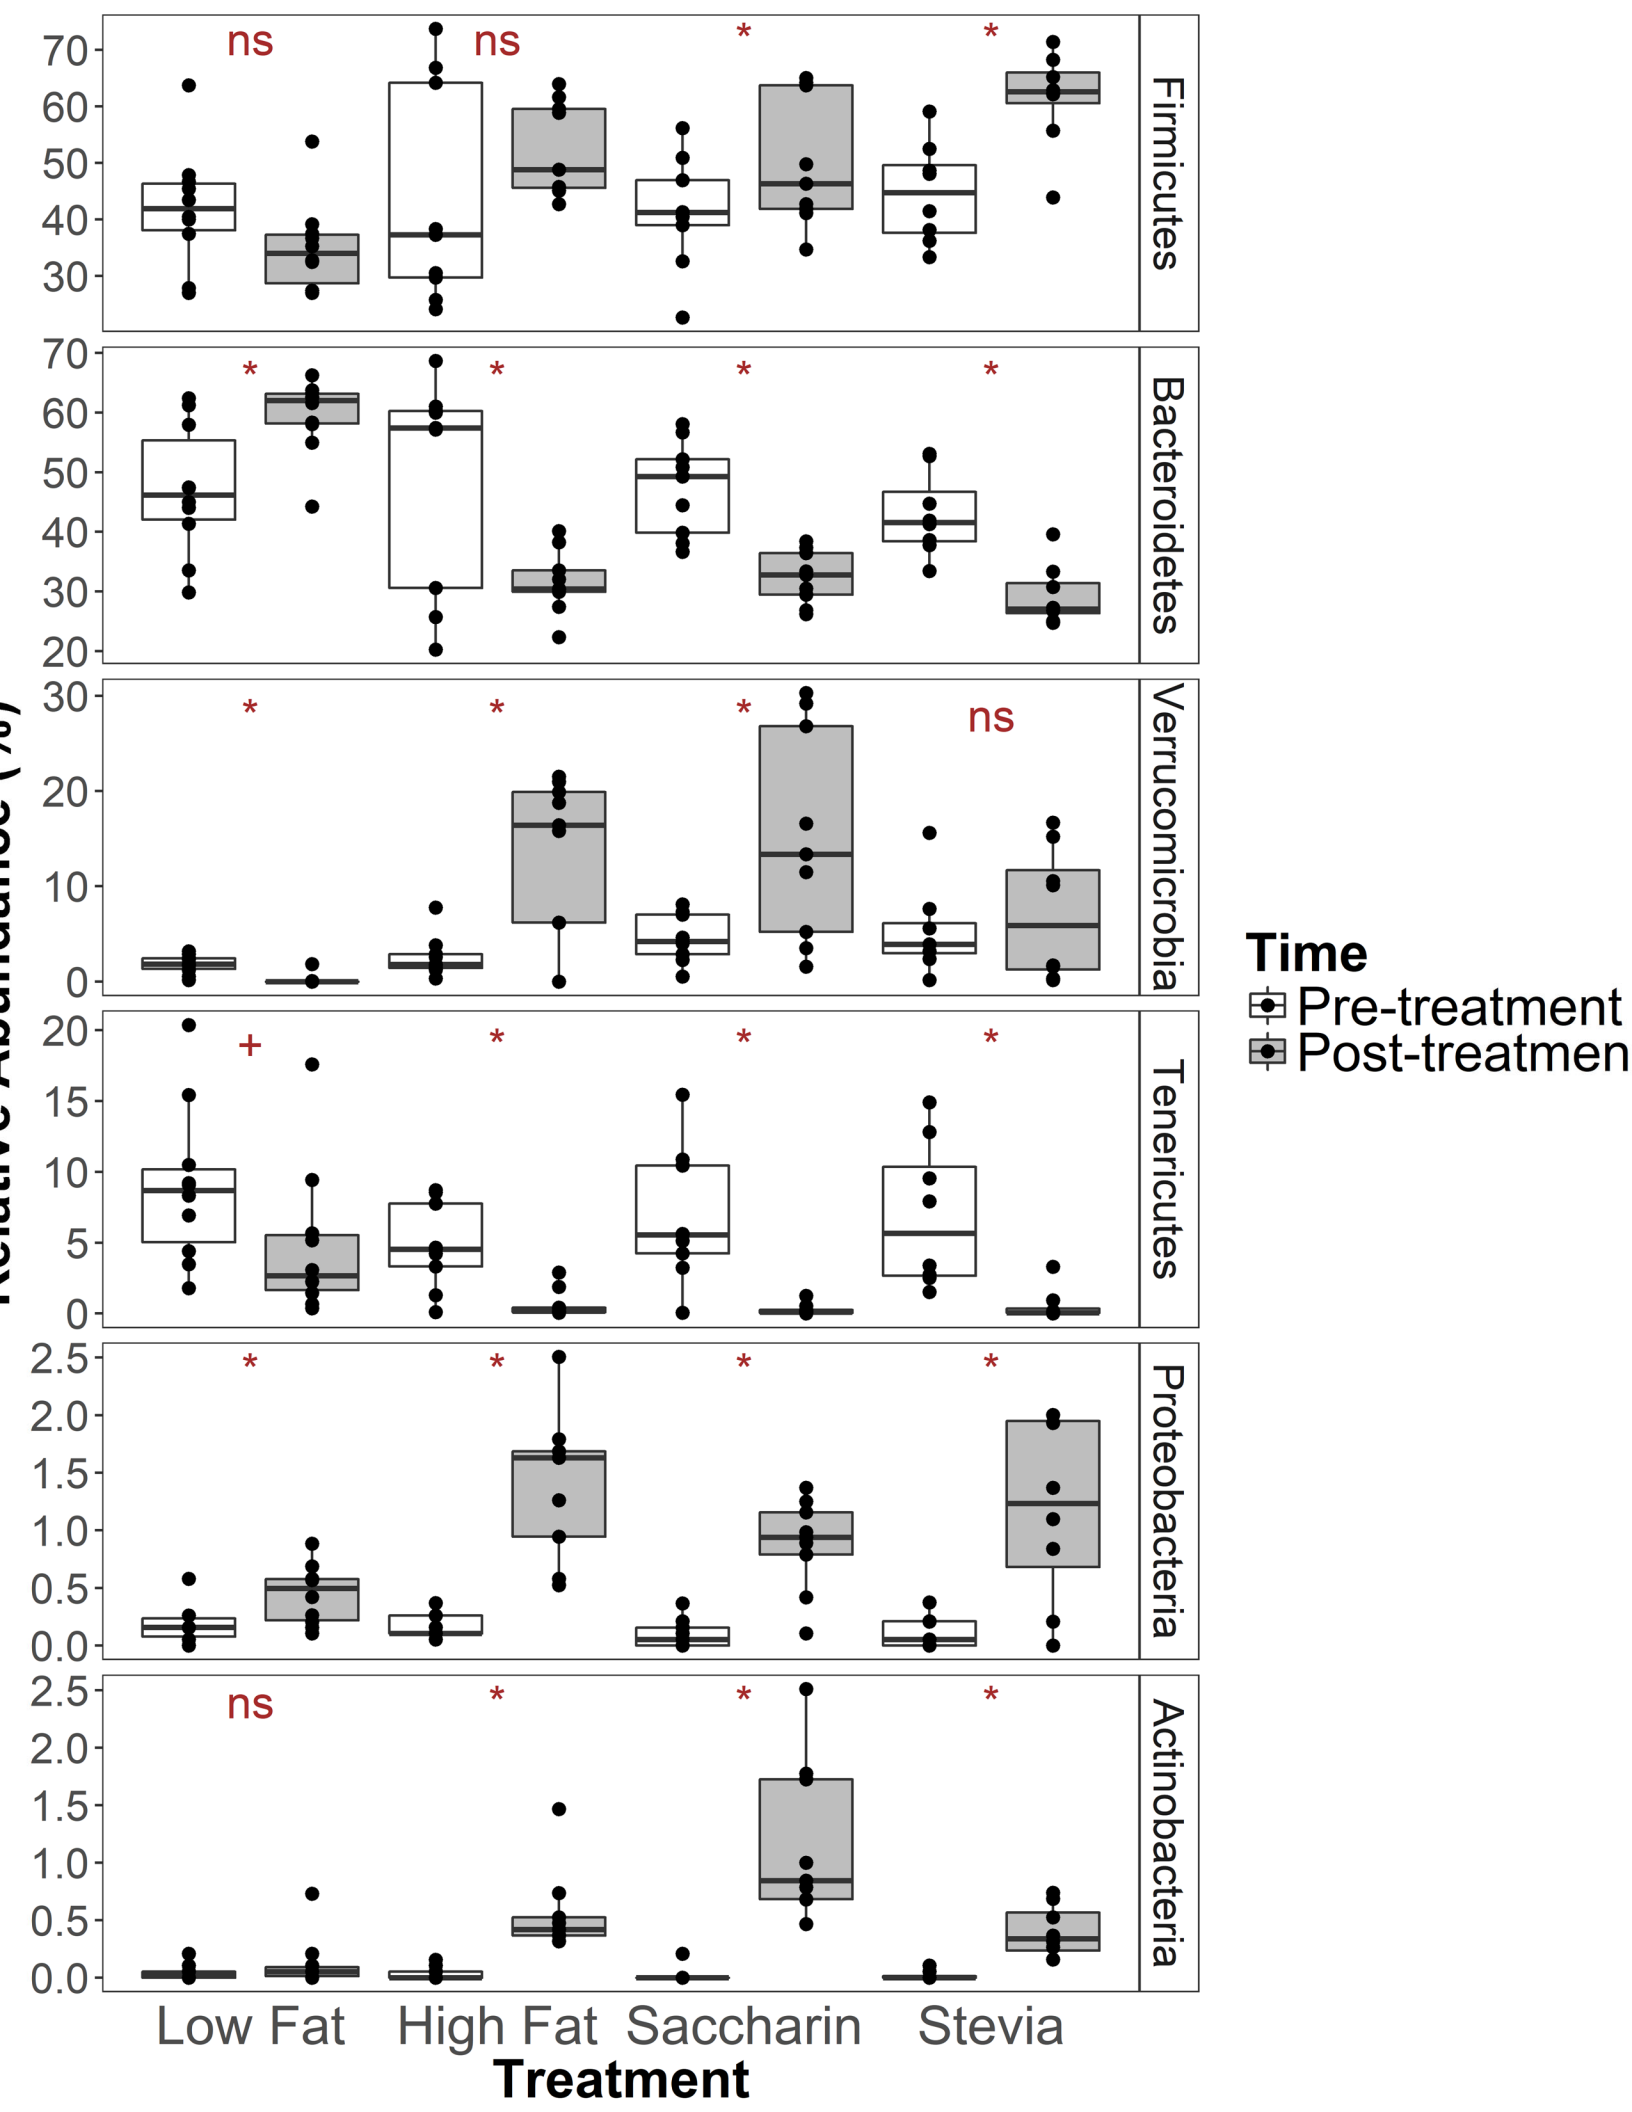 ns ns * *
70
60
50
40
30
Firmicutes
* * * *
70
60
50
40
30
20
Bacteroidetes
* * * ns
30
20
10
0
Verrucomicrobia
+ * * *
20
15
10
5
0
Tenericutes
* * * *
2.5
2.0
1.5
1.0
0.5
0.0
Proteobacteria
ns * * *
2.5
2.0
1.5
1.0
0.5
0.0
Actinobacteria
Low Fat High Fat Saccharin Stevia
Treatment
Relative Abundance (%)
Time
Pre-treatment
Post-treatmen